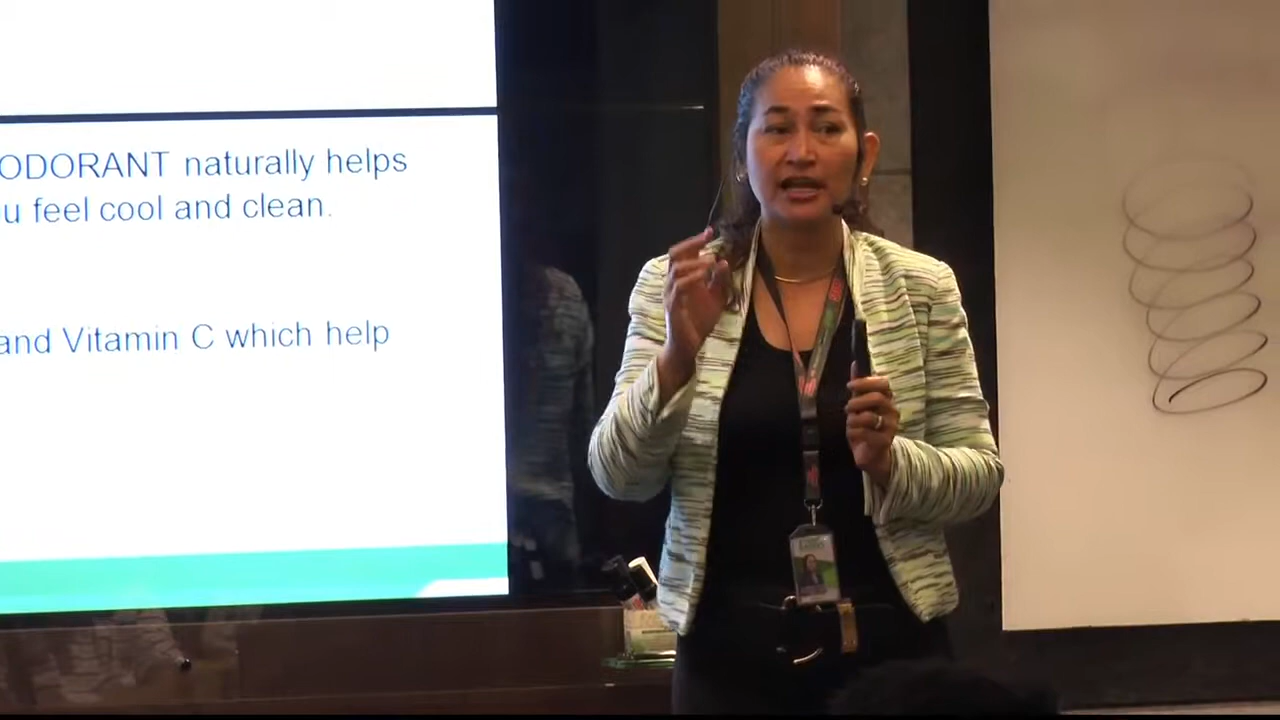 ODORANT naturally helps
u feel cool and clean.
and Vitamin C which help